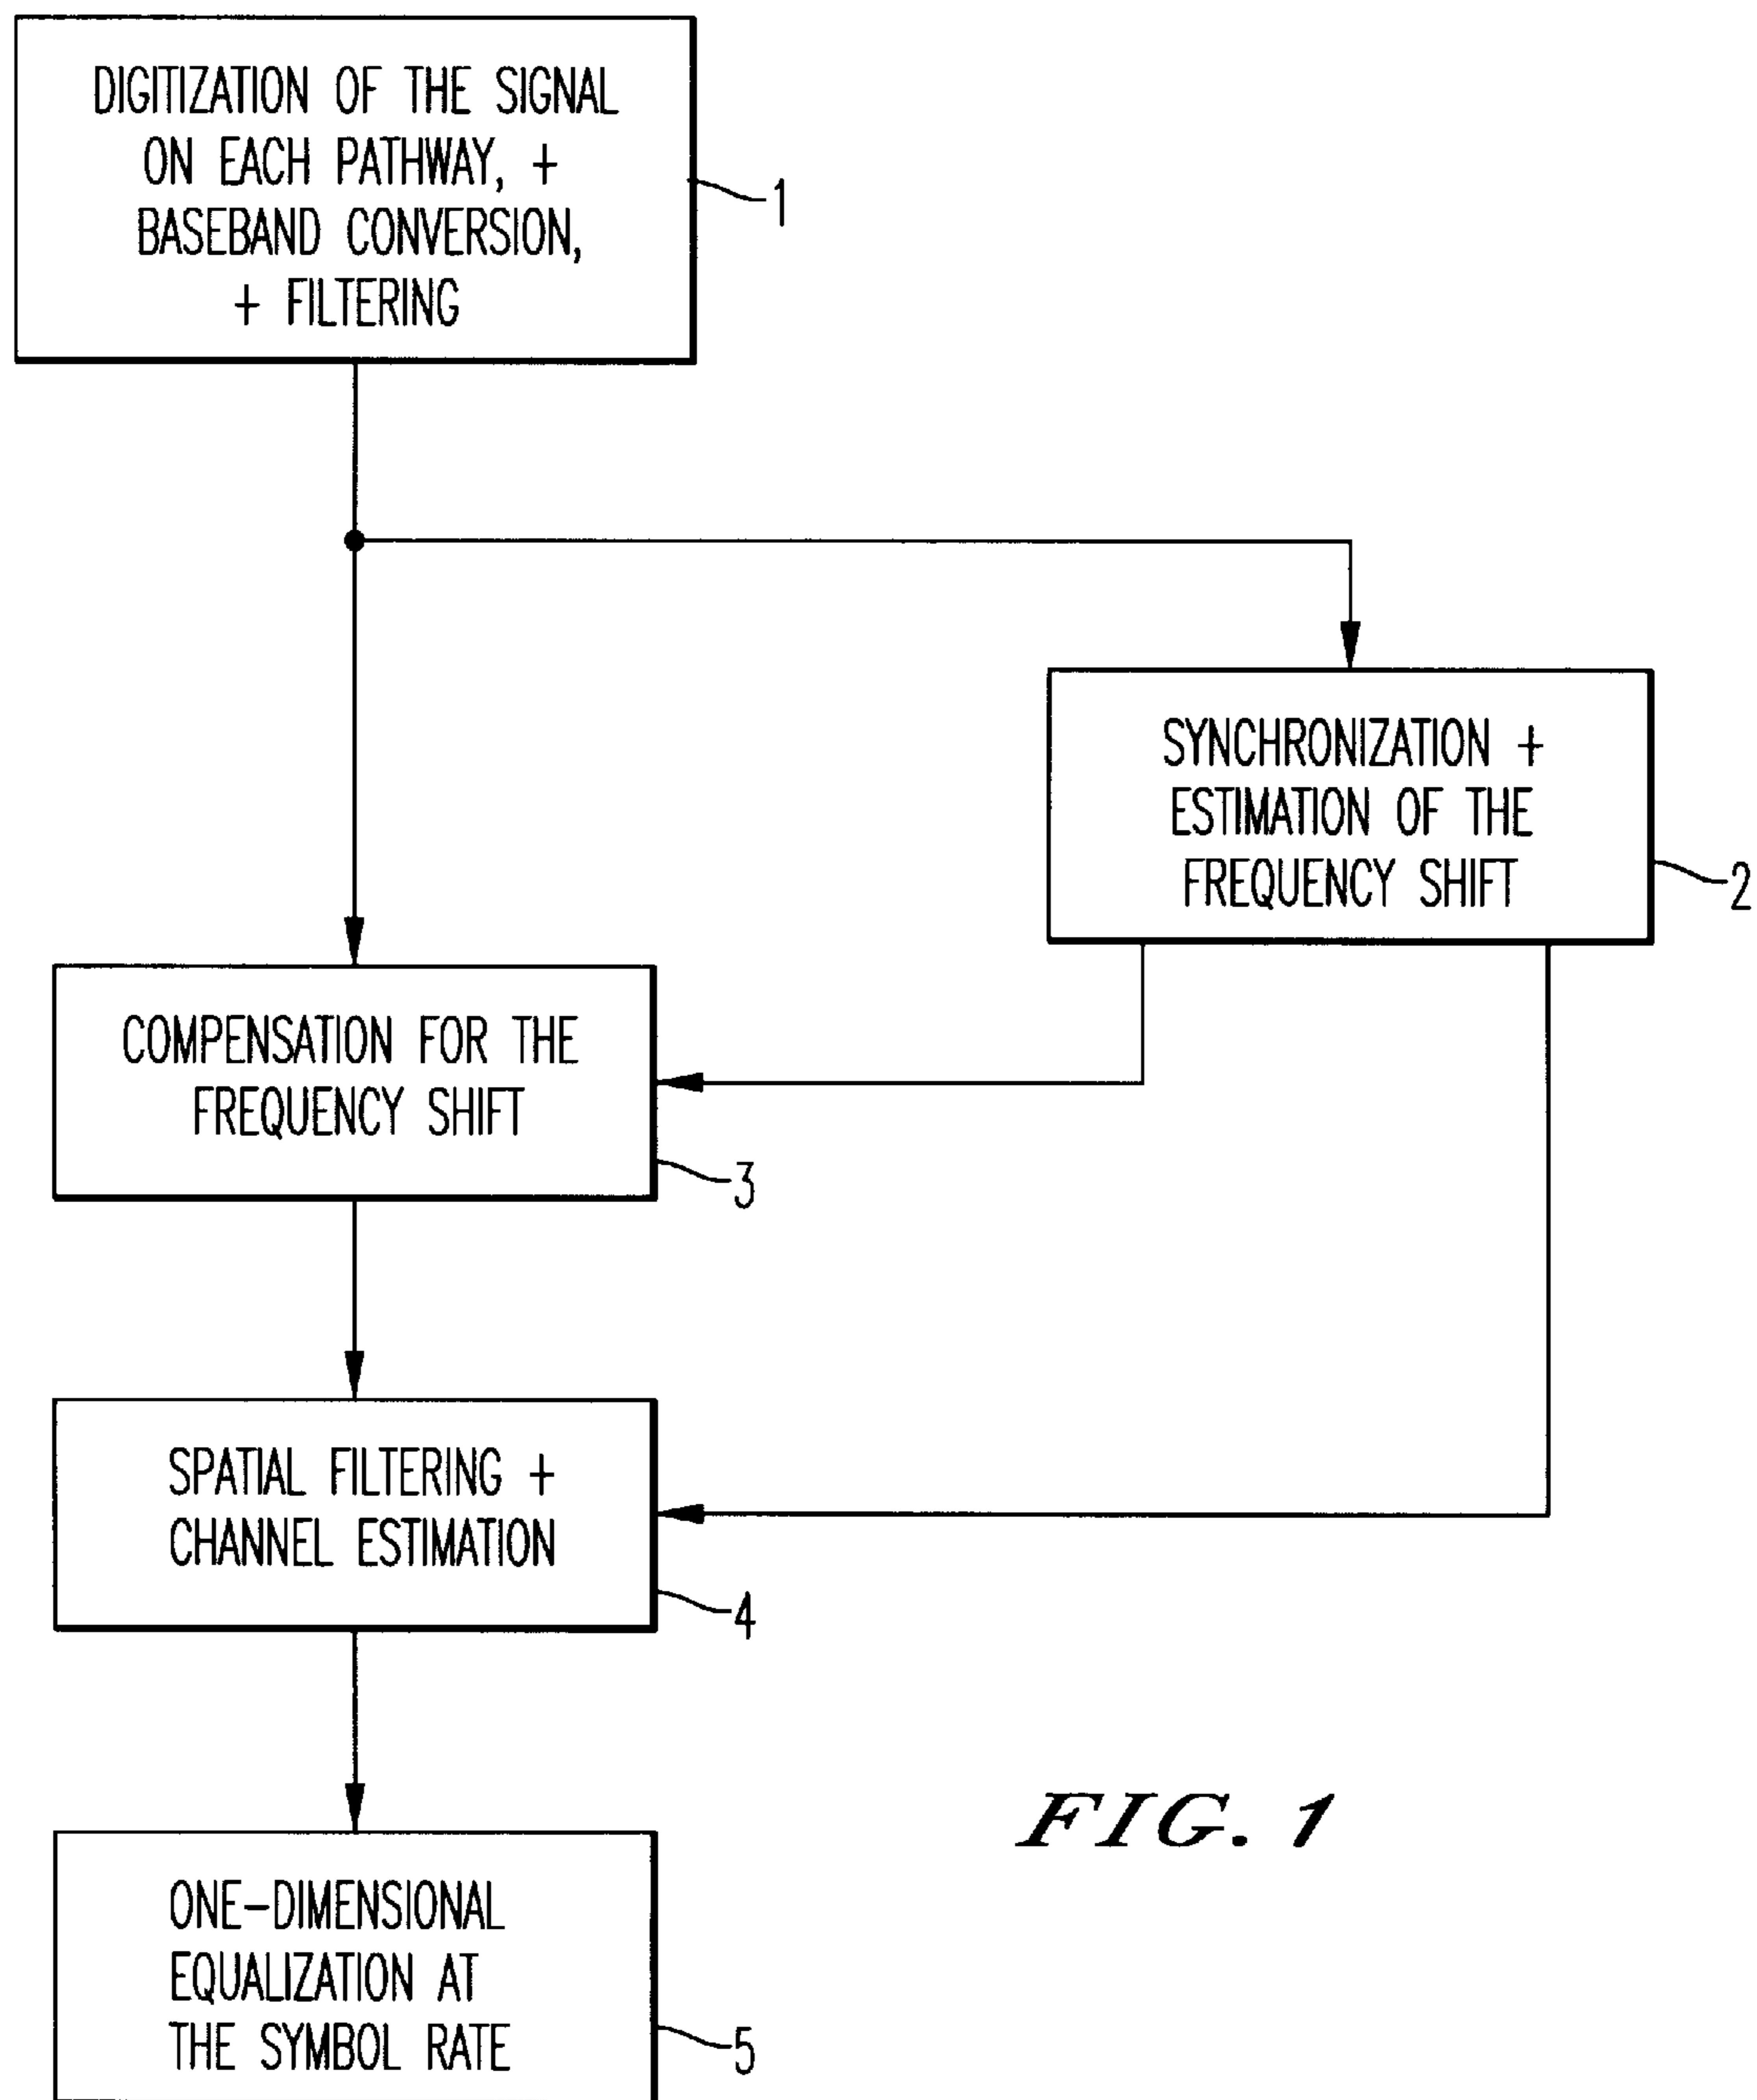 DIGITIZATION OF THE SIGNAL
ON EACH PATHWAY, +
BASEBAND CONVERSION,
+ FILTERING
1
SYNCHRONIZATION +
ESTIMATION OF THE
FREQUENCY SHIFT
2
COMPENSATION FOR THE
FREQUENCY SHIFT
3
SPATIAL FILTERING +
CHANNEL ESTIMATION
4
ONE-DIMENSIONAL
EQUALIZATION AT
THE SYMBOL RATE
5
FIG. 1